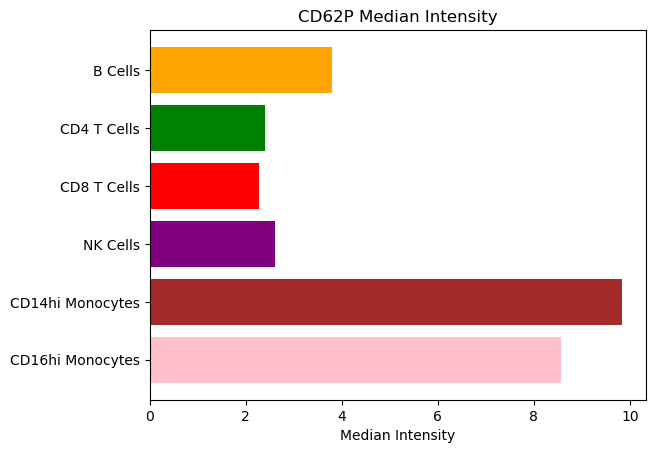 CD62P Median Intensity
B Cells
CD4 T Cells
CD8 T Cells
NK Cells
CD14hi Monocytes
CD16hi Monocytes
0 2 4 6 8 10
Median Intensity